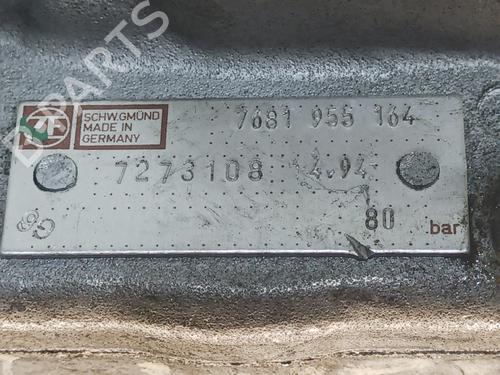 B-PARTS
ZF
SCHW.GMÜND
MADE IN
GERMANY
7681 955 164
7273108 4.94
80 bar